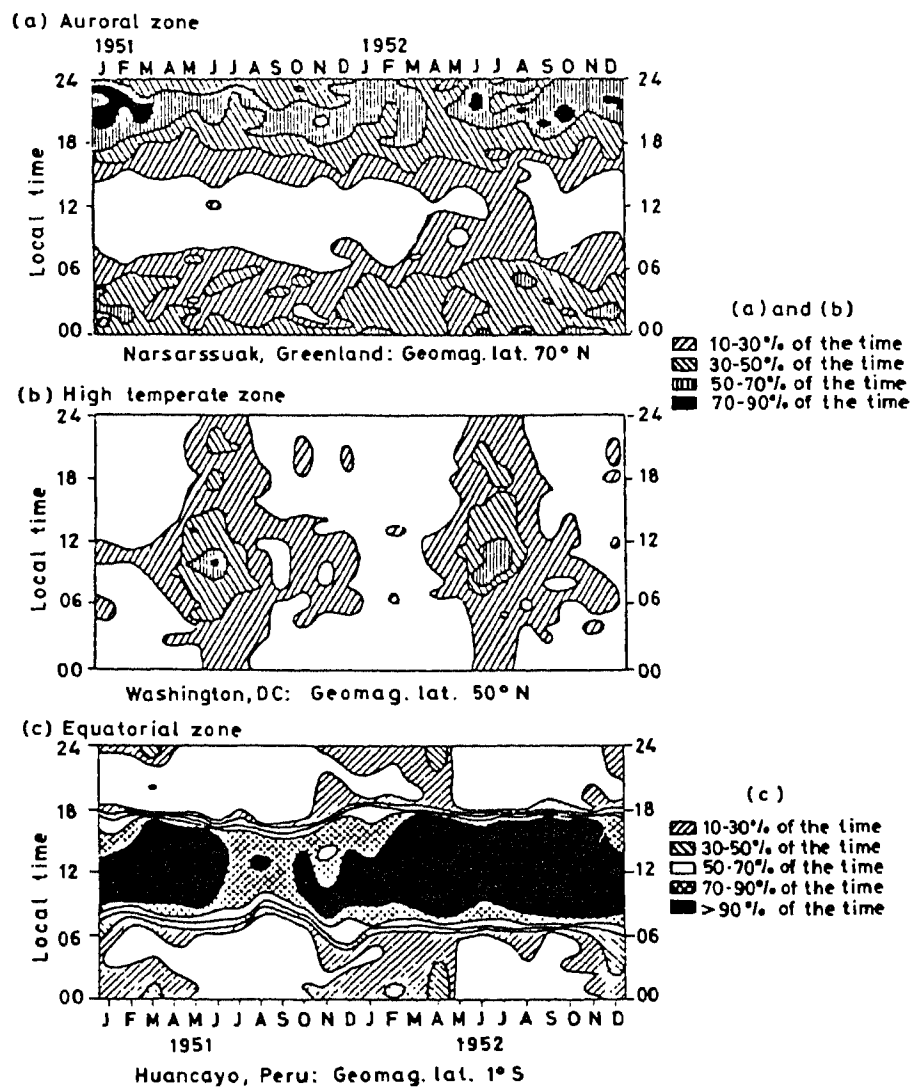 (a) Auroral zone
1951 1952
J F M A M J J A S O N D J F M A M J J A S O N D
24 24
18 18
12 12
06 06
00 00
Local time
Narsarssuak, Greenland: Geomag. lat. 70° N
(a) and (b)
10-30% of the time
30-50% of the time
50-70% of the time
70-90% of the time
(b) High temperate zone
24 24
18 18
12 12
06 06
00 00
Local time
Washington, DC: Geomag. lat. 50° N
(c) Equatorial zone
24 24
18 18
12 12
06 06
00 00
Local time
(c)
10-30% of the time
30-50% of the time
50-70% of the time
70-90% of the time
>90% of the time
J F M A M J J A S O N D J F M A M J J A S O N D
1951 1952
Huancayo, Peru: Geomag. lat. 1° S